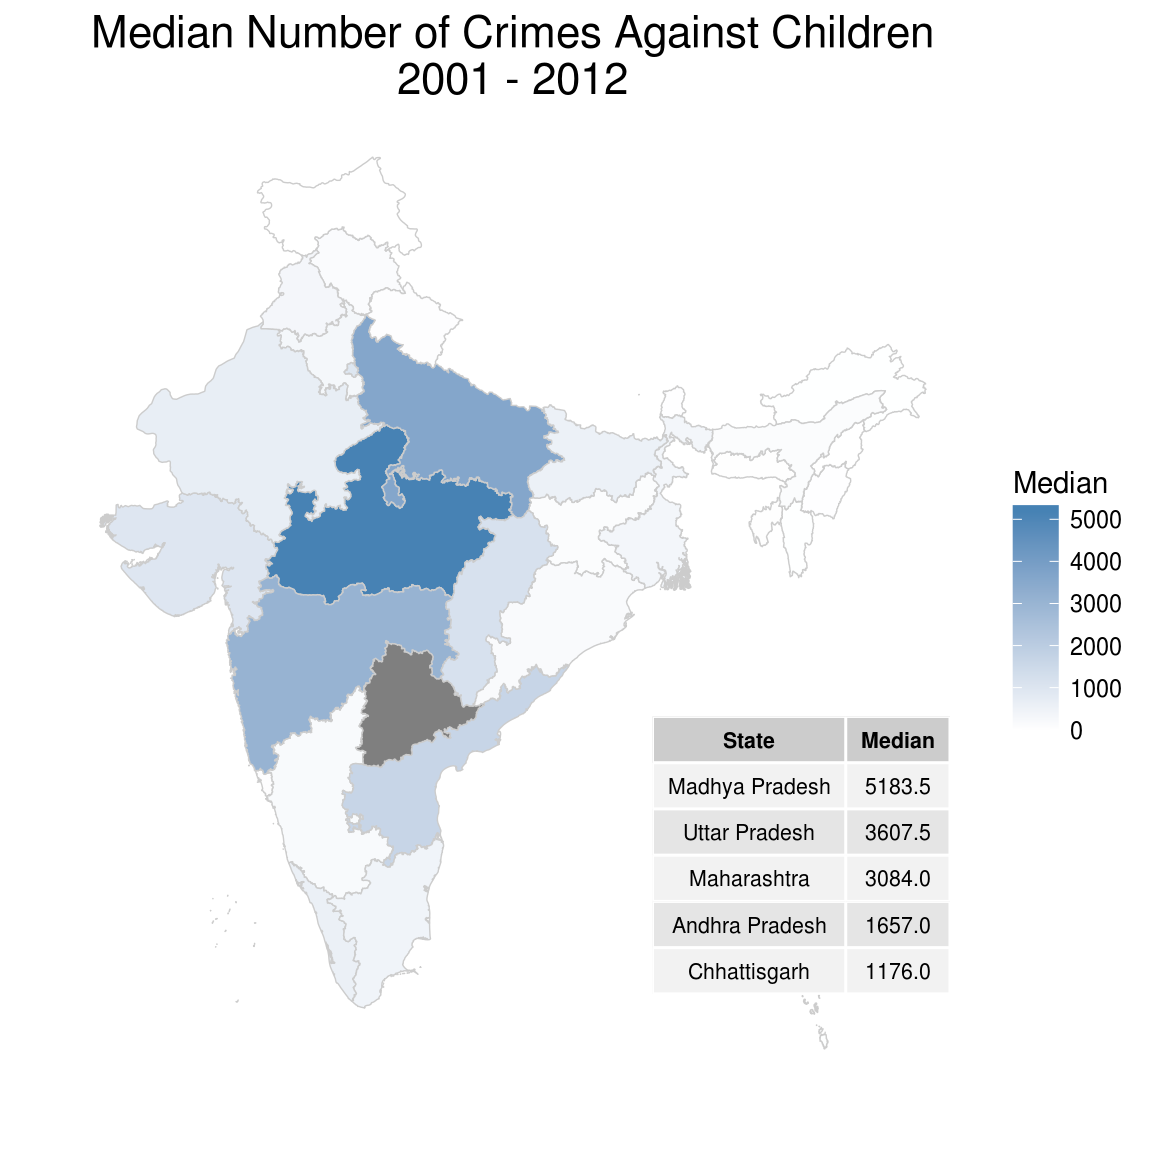 Median Number of Crimes Against Children
2001 - 2012
Median
5000
4000
3000
2000
1000
0
State Median
Madhya Pradesh 5183.5
Uttar Pradesh 3607.5
Maharashtra 3084.0
Andhra Pradesh 1657.0
Chhattisgarh 1176.0